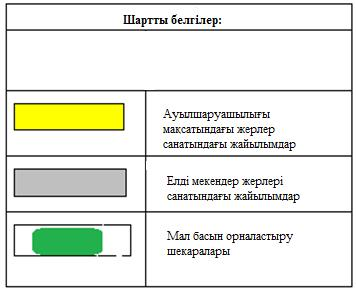 Шартты белгілер:
Ауылшаруашылығы
мақсатындағы жерлер
санатындағы жайылымдар
Елді мекендер жерлері
санатындағы жайылымдар
Мал басын орналастыру
шекаралары